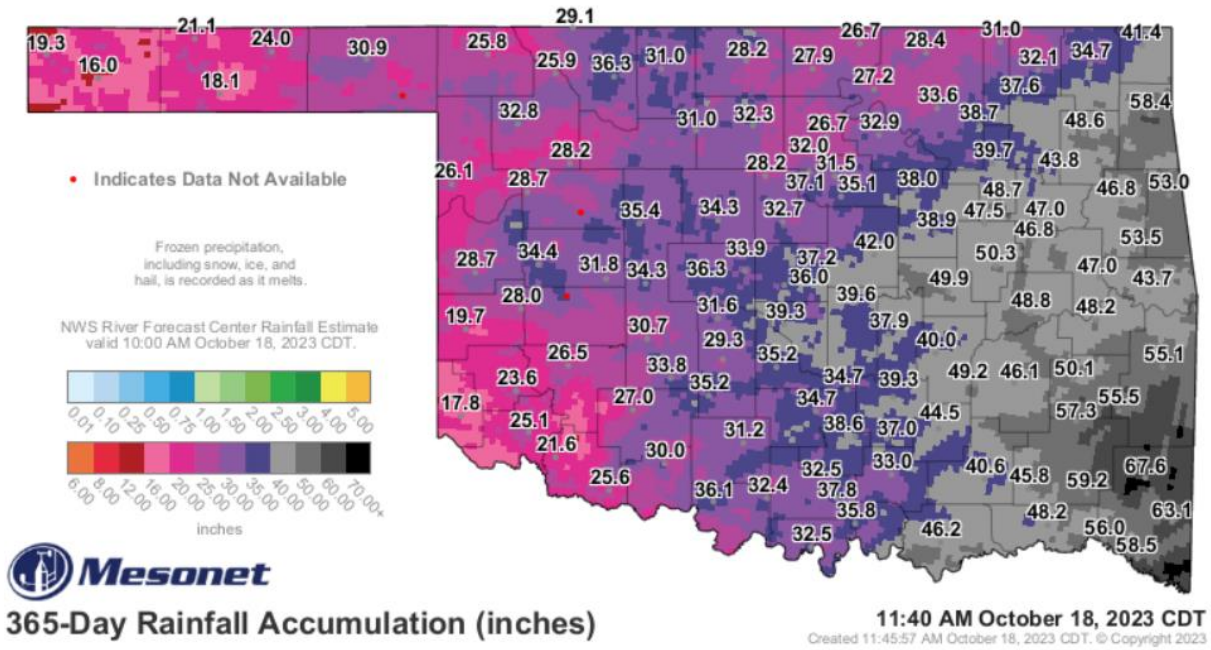 29.1
21.1 26.7 31.0 41.4
19.3 24.0 30.9 25.8 28.2 27.9 28.4 34.7
16.0 25.9 36.3 31.0 32.1
18.1 27.2 37.6
32.8 33.6 58.4
31.0 32.3 26.7 32.9 38.7 48.6
28.2 32.0 39.7
26.1 28.2 31.5 43.8
28.7 37.1 35.1 38.0 48.7 46.8 53.0
Indicates Data Not Available
35.4 34.3 32.7 38.9 47.5 47.0
46.8
Frozen precipitation,
including snow, ice, and
hail, is recorded as it melts.
34.4 33.9 42.0 50.3 53.5
28.7 31.8 34.3 36.3 37.2 47.0
36.0 49.9 43.7
28.0 39.6 48.8 48.2
19.7 31.6 39.3
NWS River Forecast Center Rainfall Estimate
valid 10:00 AM October 18, 2023 CDT.
30.7 37.9
29.3 40.0
26.5 35.2 55.1
23.6 33.8 35.2 34.7 39.3 49.2 46.1 50.1
17.8 27.0 34.7 55.5
25.1 44.5 57.3
21.6 31.2 38.6 37.0
30.0 32.5 33.0 40.6 67.6
25.6 36.1 32.4 37.8 45.8 59.2
35.8 48.2 63.1
32.5 46.2 56.0
58.5
0.01 0.10 0.25 0.50 0.75 1.00 1.50 2.00 2.50 3.00 4.00 5.00
6.00 8.00 12.00 16.00 20.00 25.00 30.00 35.00 40.00 50.00 60.00 70.00+
inches
Mesonet
365-Day Rainfall Accumulation (inches)
11:40 AM October 18, 2023 CDT
Created 11:45:57 AM October 18, 2023 CDT. © Copyright 2023